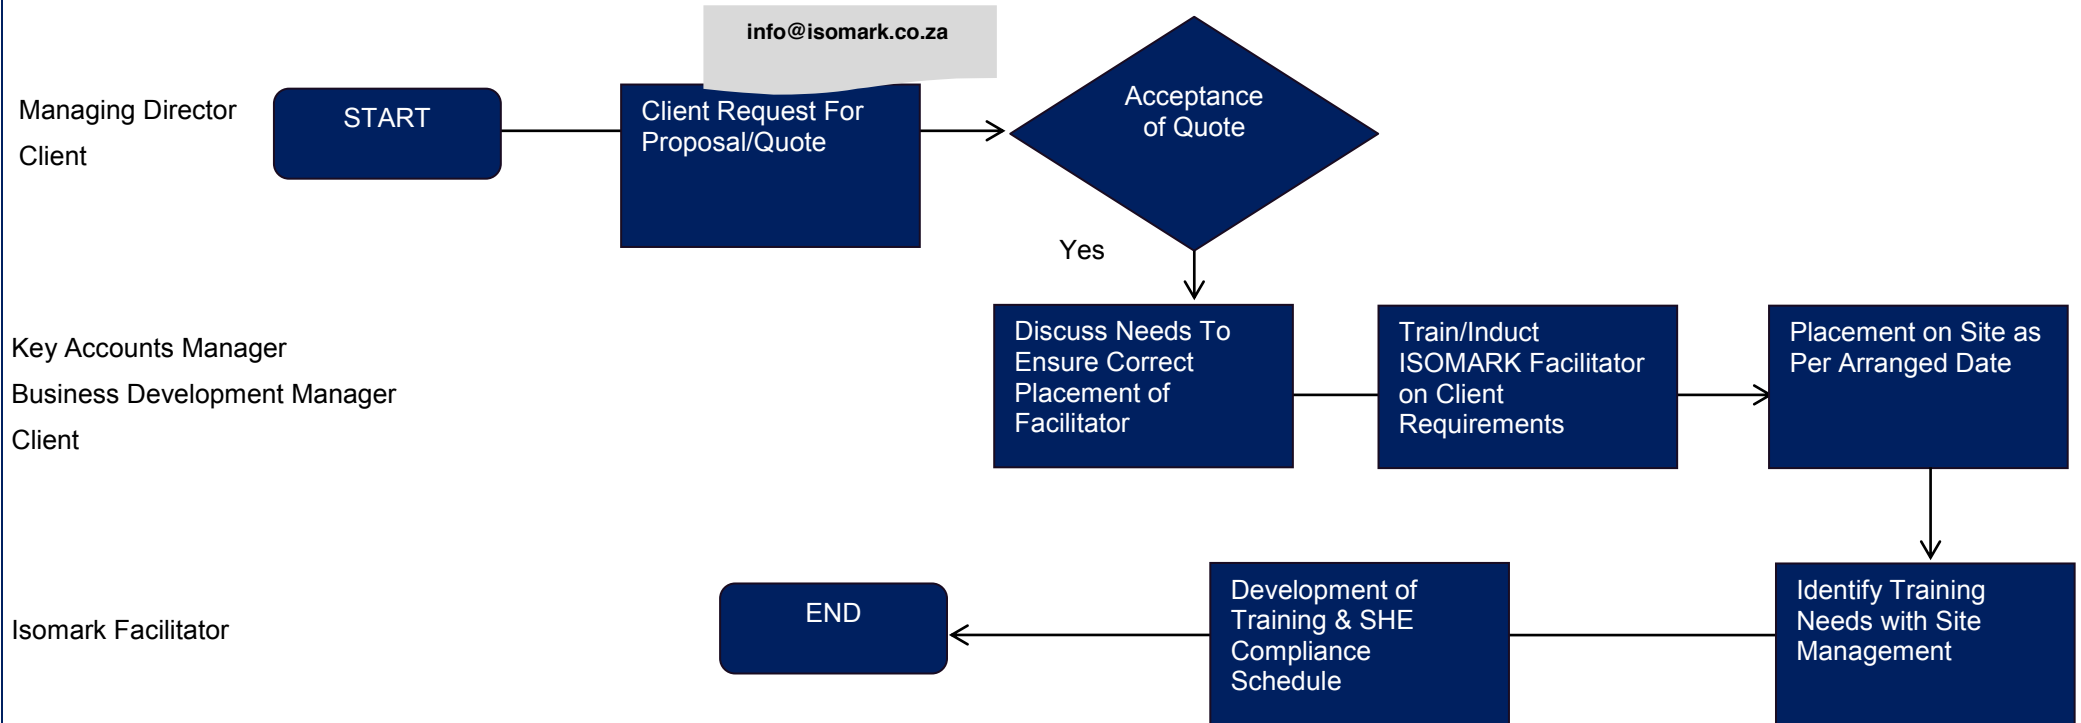 info@isomark.co.za
Managing Director
Client
START
Client Request For
Proposal/Quote
Acceptance
of Quote
Yes
Key Accounts Manager
Business Development Manager
Client
Discuss Needs To
Ensure Correct
Placement of
Facilitator
Train/Induct
ISOMARK Facilitator
on Client
Requirements
Placement on Site as
Per Arranged Date
Isomark Facilitator
END
Development of
Training & SHE
Compliance
Schedule
Identify Training
Needs with Site
Management